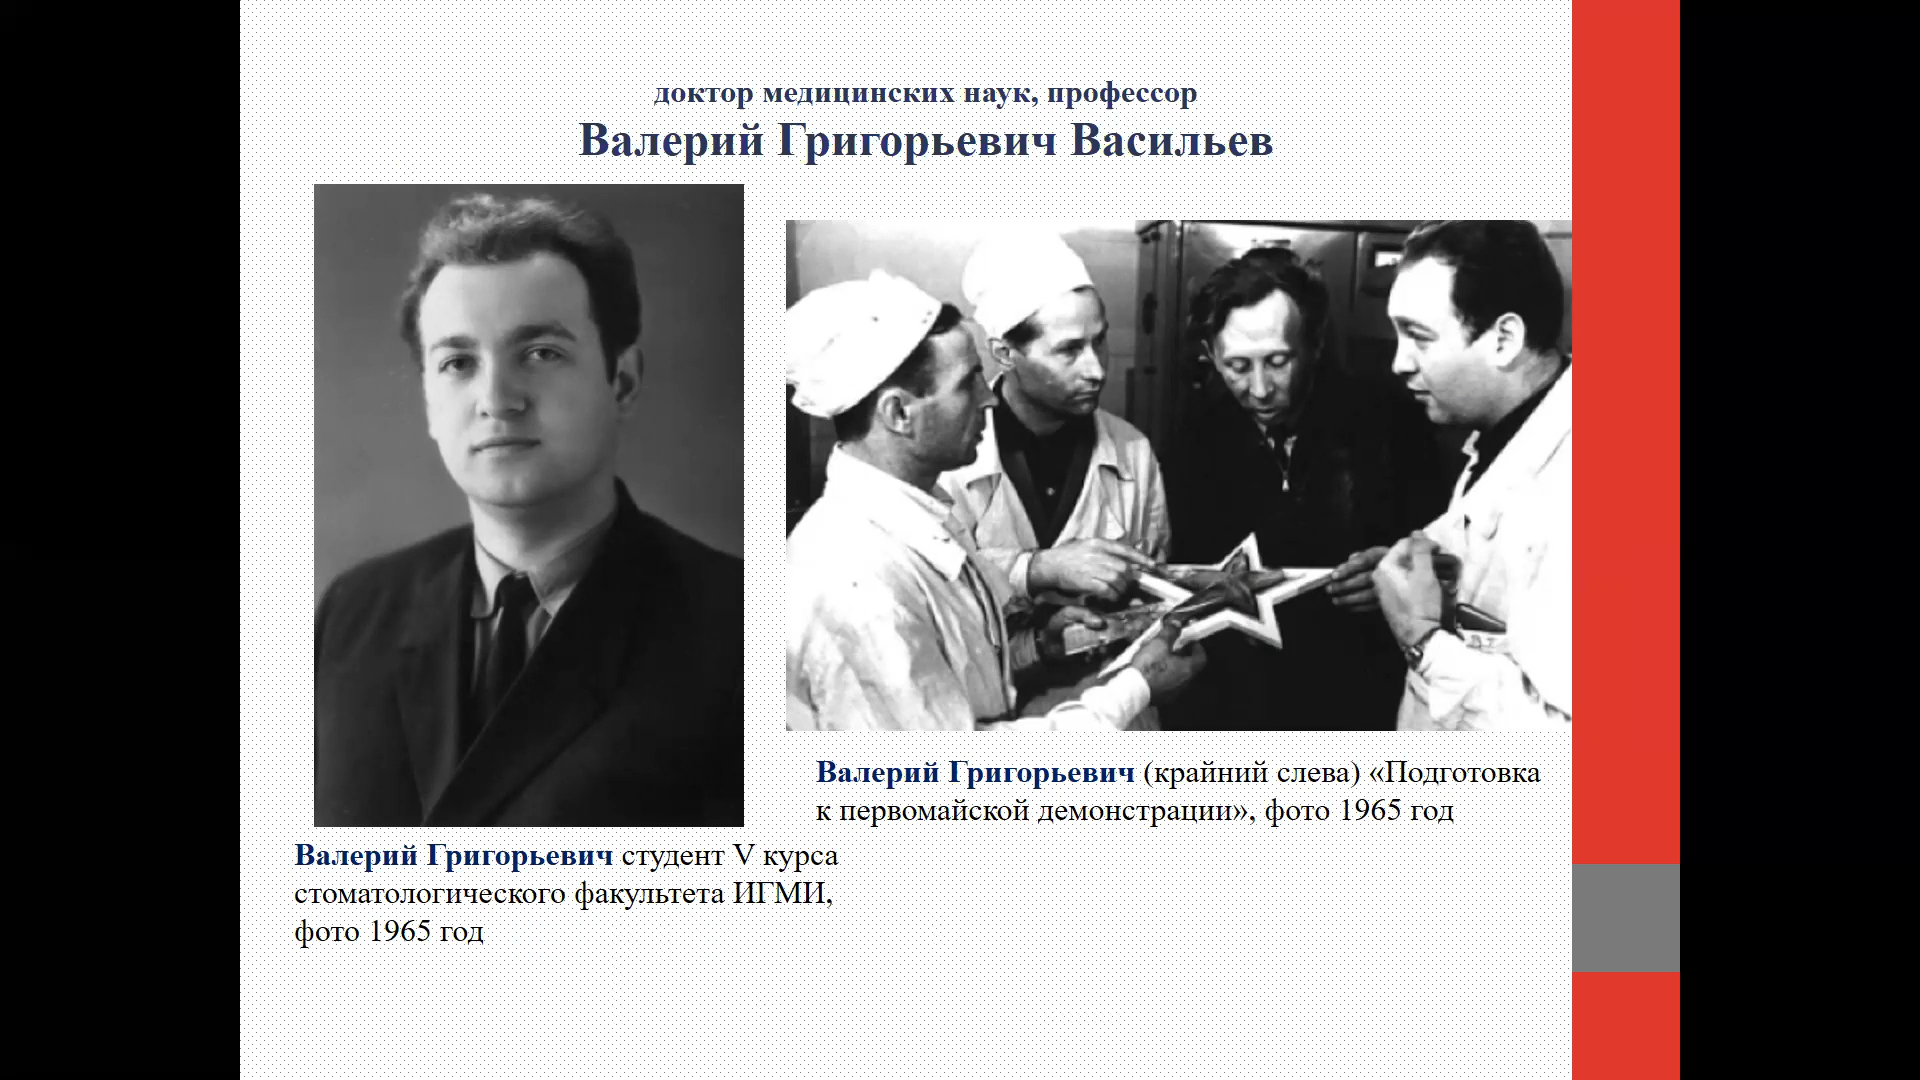 доктор медицинских наук, профессор
Валерий Григорьевич Васильев
Валерий Григорьевич (крайний слева) «Подготовка
к первомайской демонстрации», фото 1965 год
Валерий Григорьевич студент V курса
стоматологического факультета ИГМИ,
фото 1965 год